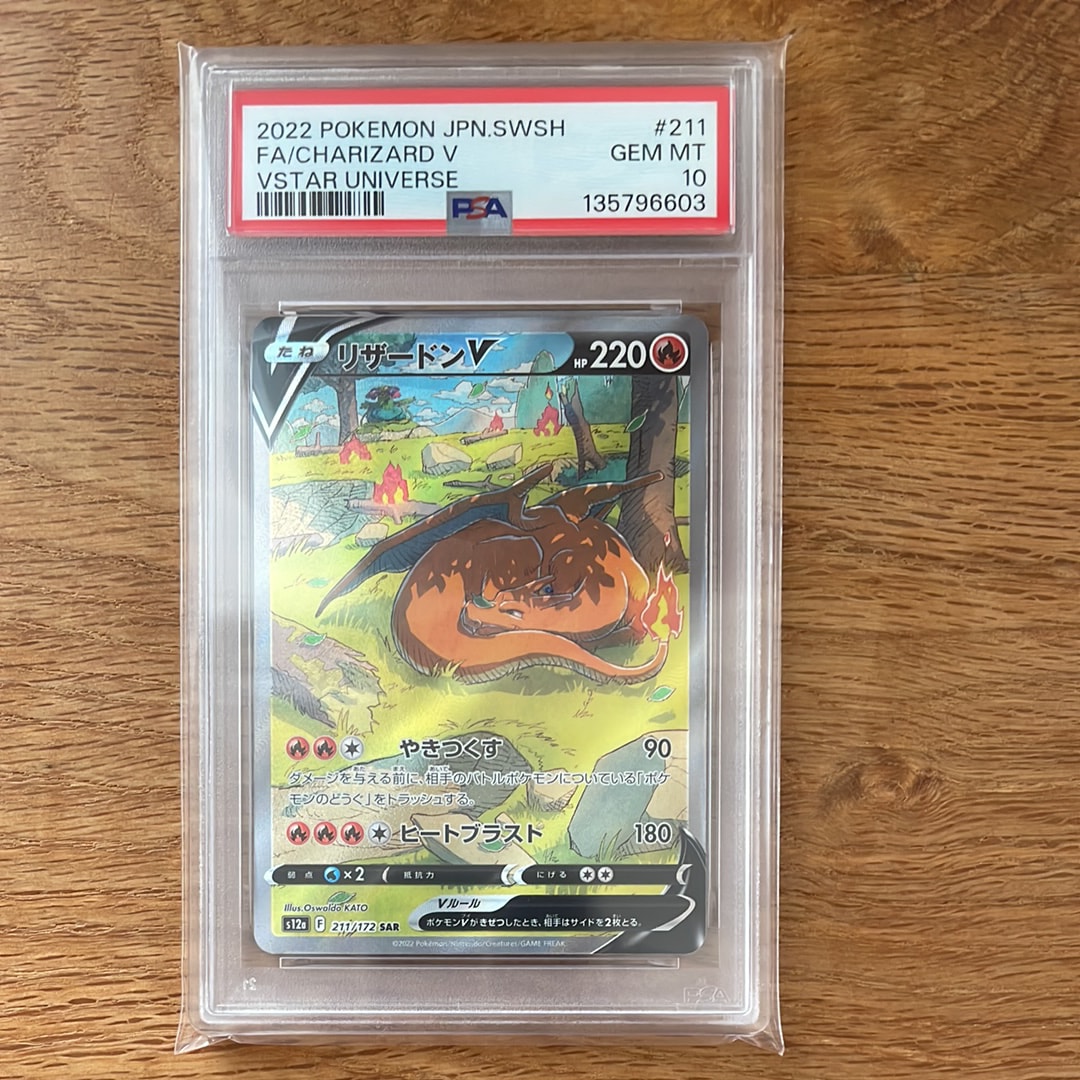 2022 POKEMON JPN.SWSH #211
FA/CHARIZARD V GEM MT
VSTAR UNIVERSE 10
PSA 135796603
たね リザードンV HP 220
やきつくす 90
ダメージを与える前に、相手のバトルポケモンについている「ポケ
モンのどうぐ」をトラッシュする。
ヒートブラスト 180
弱点 ×2 抵抗力 にげる
Illus.Oswaldo KATO
Vルール
ポケモンVがきぜつしたとき、相手はサイドを2枚とる。
s12a F 211/172 SAR
©2022 Pokémon/Nintendo/Creatures/GAME FREAK
PSA